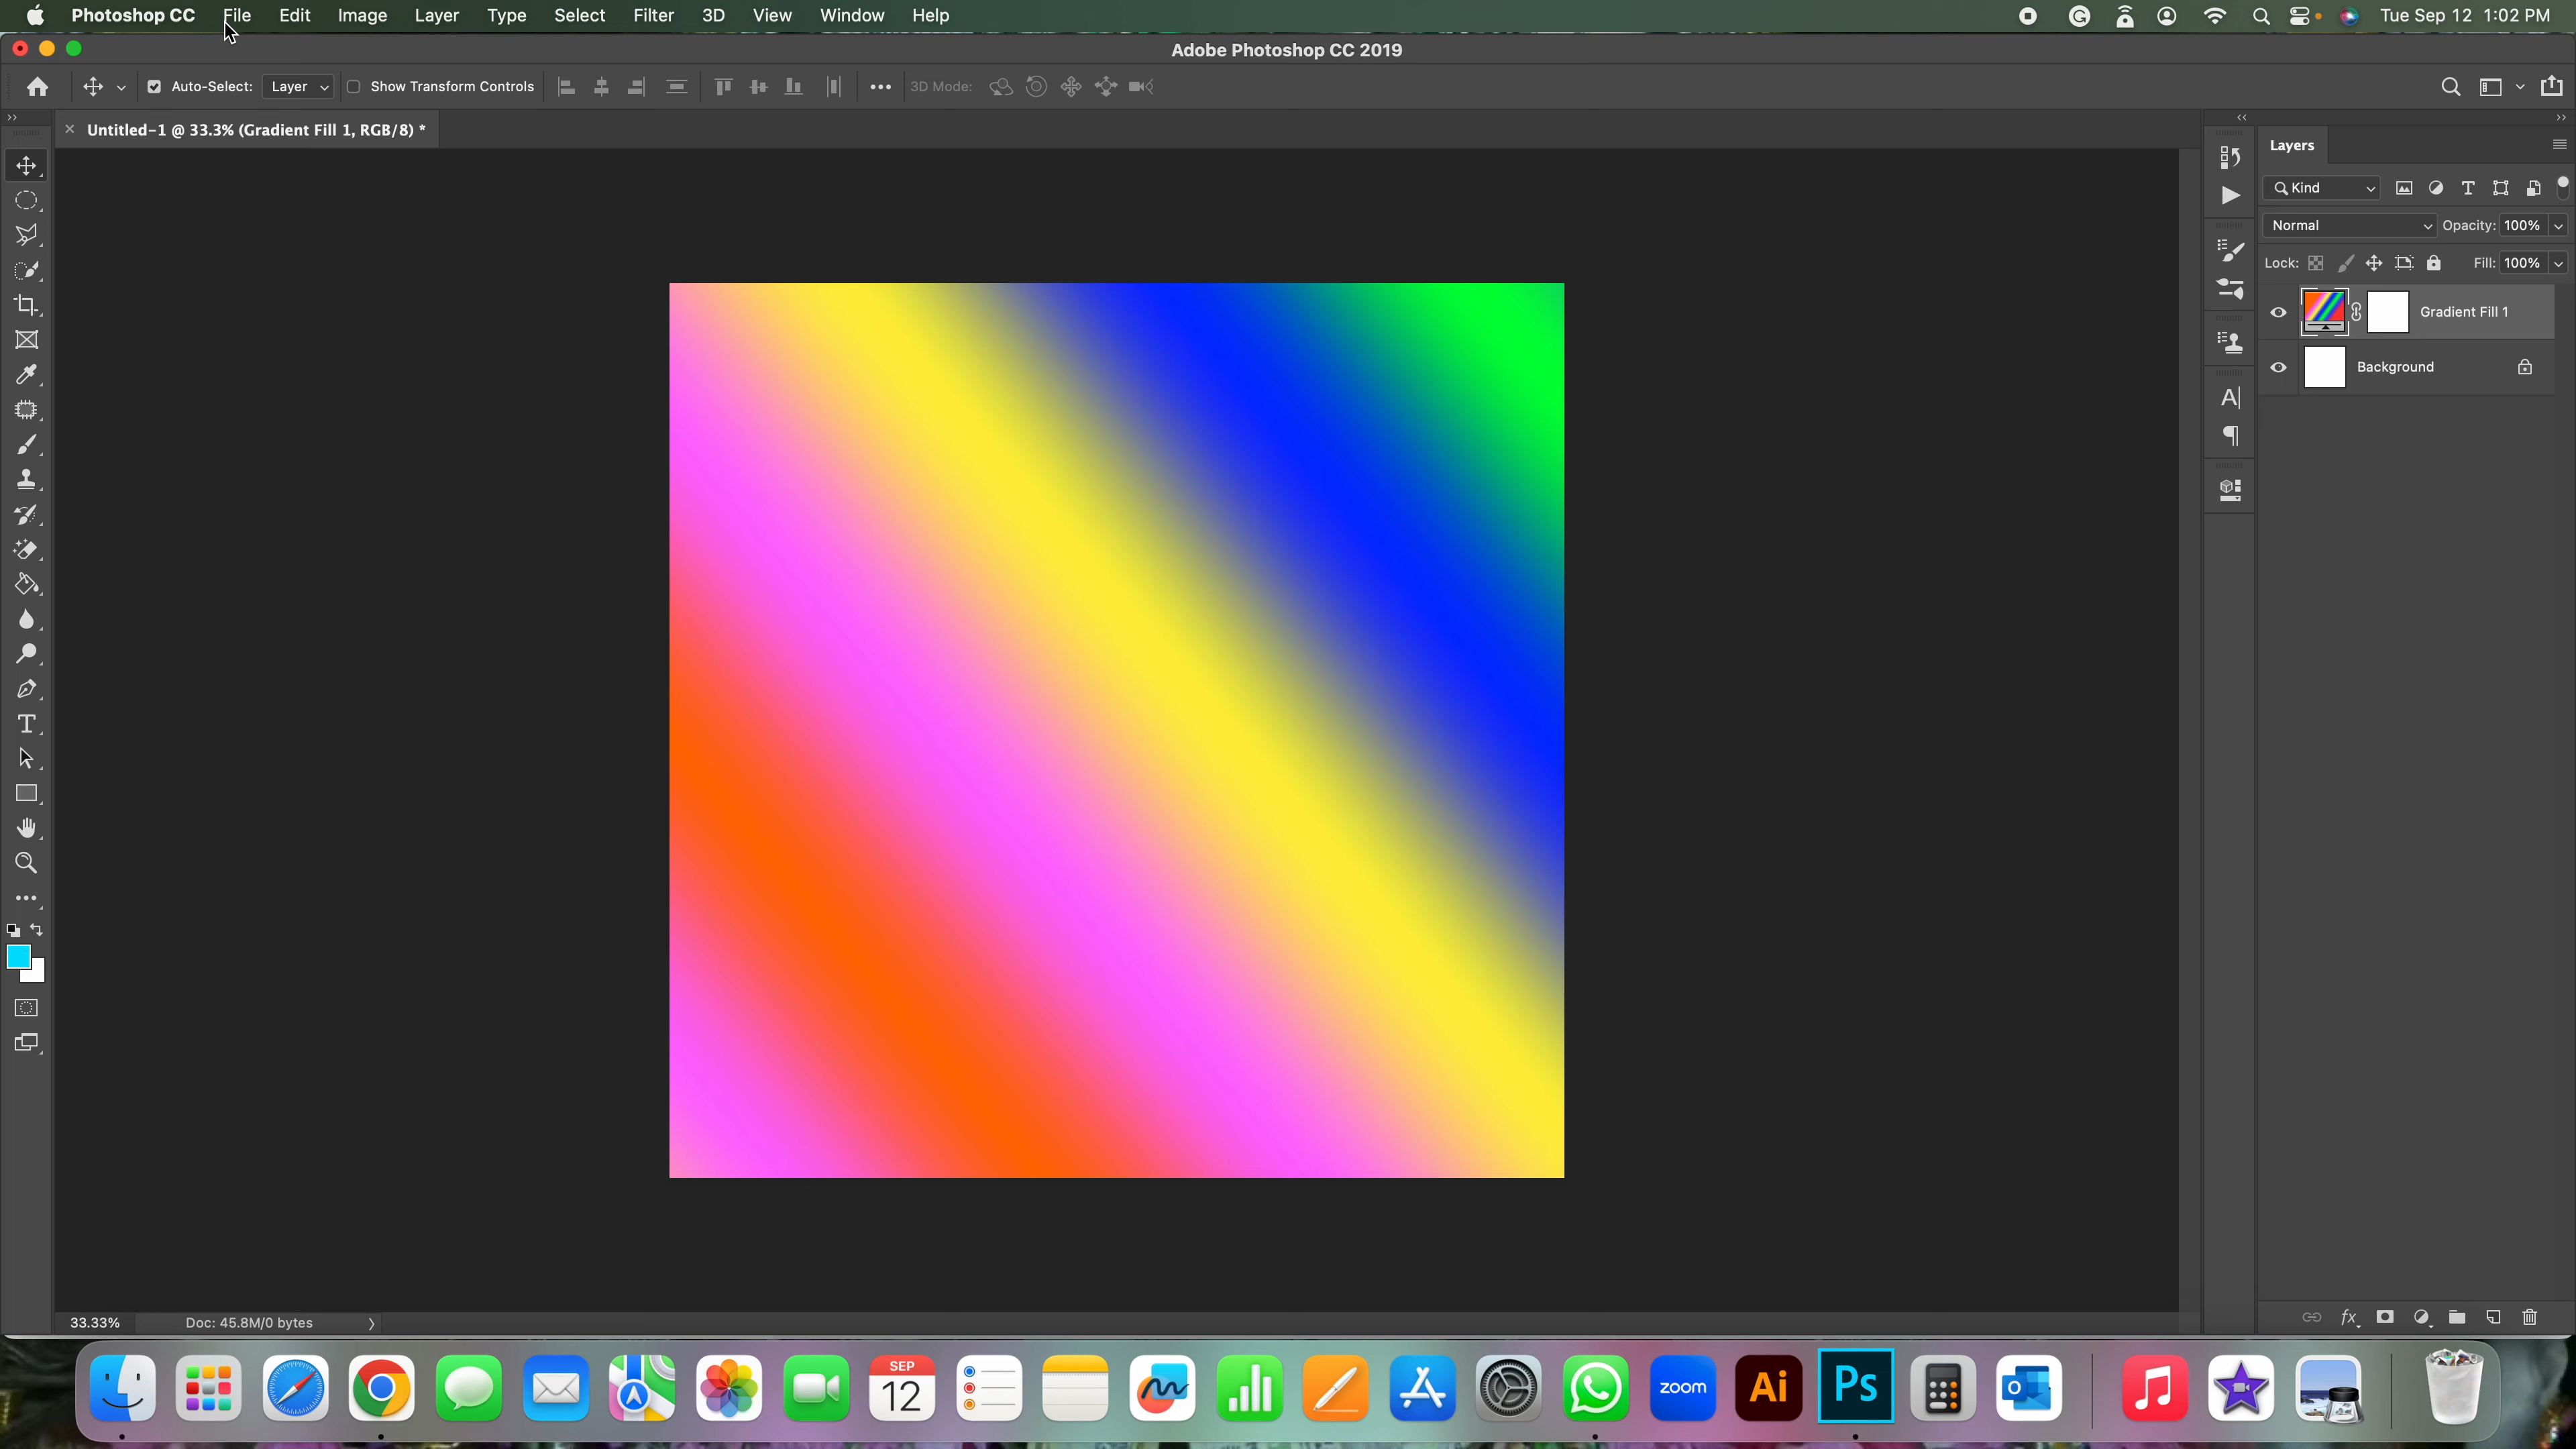 Photoshop CC File Edit Image Layer Type Select Filter 3D View Window Help Tue Sep 12 1:02 PM
Adobe Photoshop CC 2019
Auto-Select: Layer Show Transform Controls 3D Mode:
Untitled-1 @ 33.3% (Gradient Fill 1, RGB/8) *
Layers
Kind
Normal Opacity: 100%
Lock: Fill: 100%
Gradient Fill 1
Background
33.33% Doc: 45.8M/0 bytes
SEP
12
zoom
Ai
Ps